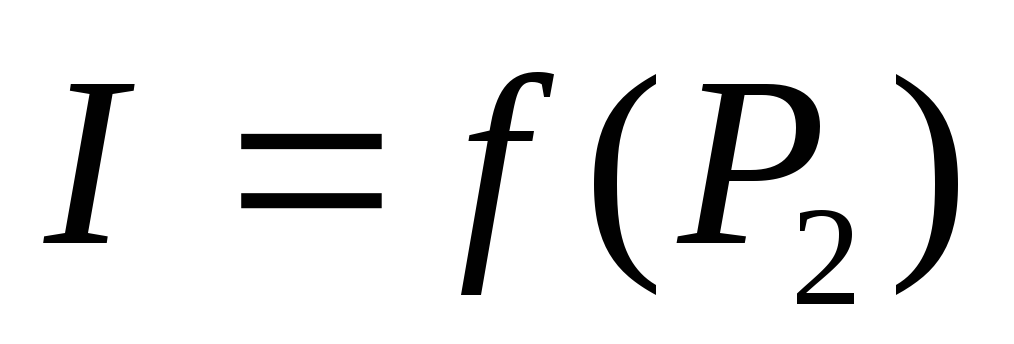 I = f (P₂)